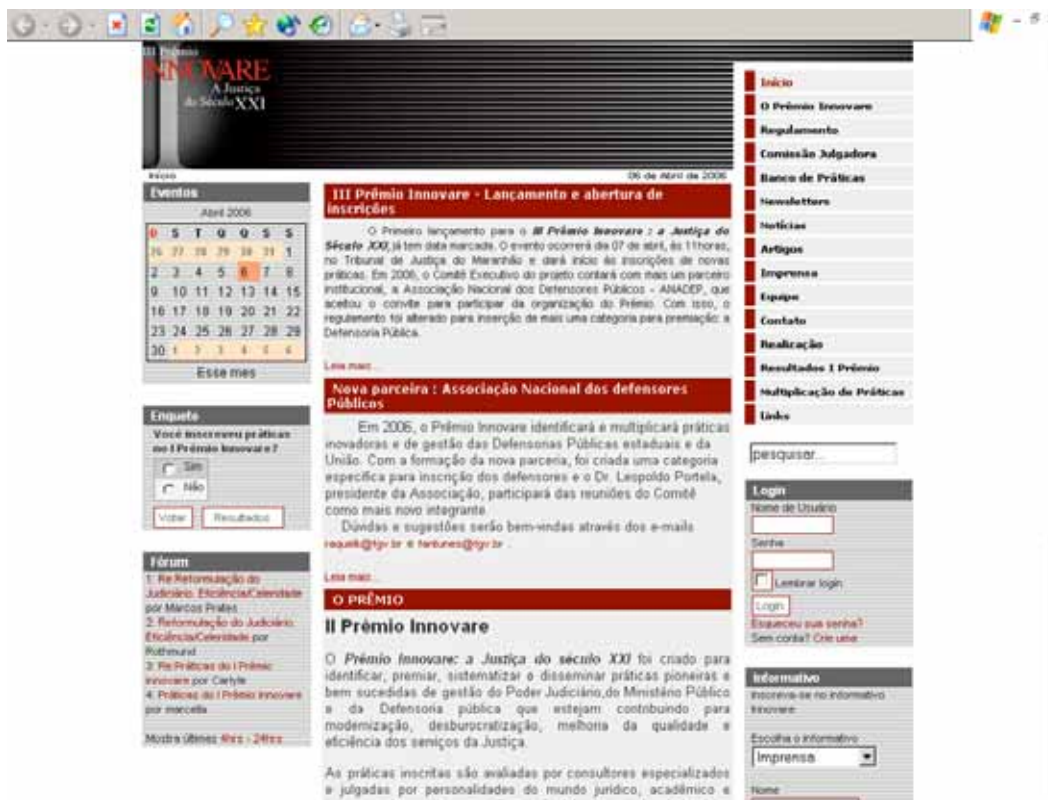 III Prêmio
INNOVARE
A Justiça
do Século XXI
Início
06 de Abril de 2006
Eventos
Abril 2006
D S T Q Q S S
26 27 28 29 30 31 1
2 3 4 5 6 7 8
9 10 11 12 13 14 15
16 17 18 19 20 21 22
23 24 25 26 27 28 29
30 1 2 3 4 5 6
Esse mes
Enquete
Você inscreveu práticas
no I Prêmio Innovare?
Sim
Não
Votar Resultados
Fórum
1: Re:Reformulação do
Judiciário. Eficiência/Celeridade
por Marcos Prates
2: Reformulação do Judiciário.
Eficiência/Celeridade por
Rothmund
3: Re:Práticas do I Prêmio
Innovare por Carlyle
4: Práticas do I Prêmio Innovare
por marcella
Mostra últimes 4hrs - 24hrs
III Prêmio Innovare - Lançamento e abertura de
inscrições
O Primeiro lançamento para o III Prêmio Innovare : a Justiça do
Século XXI, já tem data marcada. O evento ocorrerá dia 07 de abril, às 11horas,
no Tribunal de Justiça do Maranhão e dará início às inscrições de novas
práticas. Em 2006, o Comitê Executivo do projeto contará com mais um parceiro
institucional, a Associação Nacional dos Defensores Públicos - ANADEP, que
aceitou o convite para participar da organização do Prêmio. Com isso, o
regulamento foi alterado para inserção de mais uma categoria para premiação: a
Defensoria Pública.
Leia mais...
Nova parceira : Associação Nacional dos defensores
Públicos
Em 2006, o Prêmio Innovare identificará e multiplicará práticas
inovadoras e de gestão das Defensorias Públicas estaduais e da
União. Com a formação da nova parceria, foi criada uma categoria
específica para inscrição dos defensores e o Dr. Leopoldo Portela,
presidente da Associação, participará das reuniões do Comitê
como mais novo integrante.
Dúvidas e sugestões serão bem-vindas através dos e-mails
raquelk@fgv.br e fantunes@fgv.br .
Leia mais...
O PRÊMIO
II Prêmio Innovare
O Prêmio Innovare: a Justiça do século XXI foi criado para
identificar, premiar, sistematizar e disseminar práticas pioneiras e
bem sucedidas de gestão do Poder Judiciário,do Ministério Público
e da Defensoria pública que estejam contribuindo para
modernização, desburocratização, melhoria da qualidade e
eficiência dos serviços da Justiça.
As práticas inscritas são avaliadas por consultores especializados
e julgadas por personalidades do mundo jurídico, acadêmico e
Início
O Prêmio Innovare
Regulamento
Comissão Julgadora
Banco de Práticas
Newsletters
Notícias
Artigos
Imprensa
Equipe
Contato
Realização
Resultados I Prêmio
Multiplicação de Práticas
Links
pesquisar...
Login
Nome de Usuário
Senha
Lembrar login
Login
Esqueceu sua senha?
Sem conta? Crie uma
Informativo
Inscreva-se no informativo
Innovare
Escolha o informativo
Imprensa
Nome